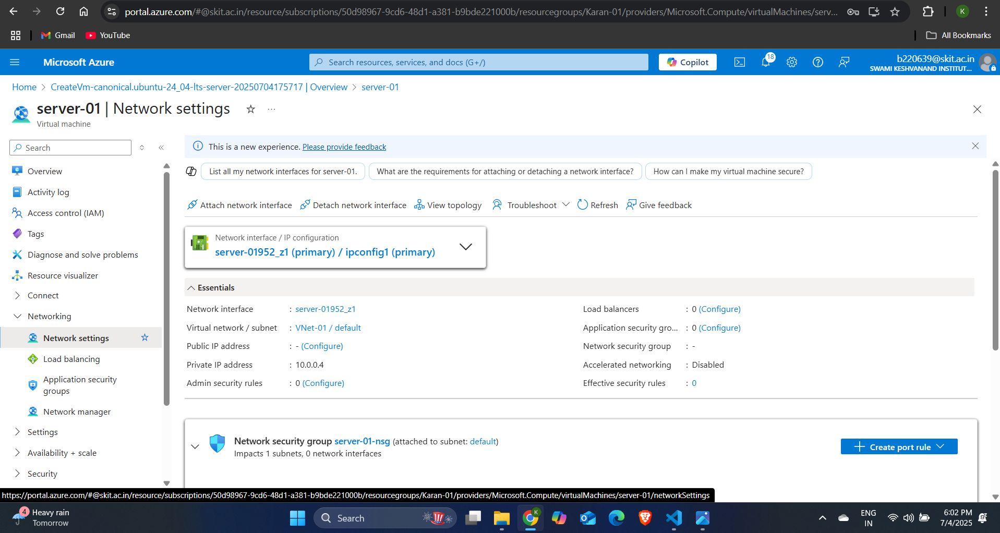 portal.azure.com/#@skit.ac.in/resource/subscriptions/50d98967-9cd6-48d1-a381-b9bde221000b/resourcegroups/Karan-01/providers/Microsoft.Compute/virtualMachines/serv...
K
Gmail
YouTube
All Bookmarks
Microsoft Azure
Search resources, services, and docs (G+/)
Copilot
18
b220639@skit.ac.in
SWAMI KESHVANAND INSTITUT...
Home > CreateVm-canonical.ubuntu-24_04-lts-server-20250704175717 | Overview > server-01
server-01 | Network settings
Virtual machine
Search
Overview
Activity log
Access control (IAM)
Tags
Diagnose and solve problems
Resource visualizer
Connect
Networking
Network settings
Load balancing
Application security
groups
Network manager
Settings
Availability + scale
Security
This is a new experience. Please provide feedback
List all my network interfaces for server-01.
What are the requirements for attaching or detaching a network interface?
How can I make my virtual machine secure?
Attach network interface
Detach network interface
View topology
Troubleshoot
Refresh
Give feedback
Network interface / IP configuration
server-01952_z1 (primary) / ipconfig1 (primary)
Essentials
Network interface : server-01952_z1
Virtual network / subnet : VNet-01 / default
Public IP address : - (Configure)
Private IP address : 10.0.0.4
Admin security rules : 0 (Configure)
Load balancers : 0 (Configure)
Application security gro... : 0 (Configure)
Network security group : -
Accelerated networking : Disabled
Effective security rules : 0
Network security group server-01-nsg (attached to subnet: default)
Impacts 1 subnets, 0 network interfaces
Create port rule
https://portal.azure.com/#@skit.ac.in/resource/subscriptions/50d98967-9cd6-48d1-a381-b9bde221000b/resourcegroups/Karan-01/providers/Microsoft.Compute/virtualMachines/server-01/networkSettings
4
Heavy rain
Tomorrow
Search
K
ENG
IN
6:02 PM
7/4/2025